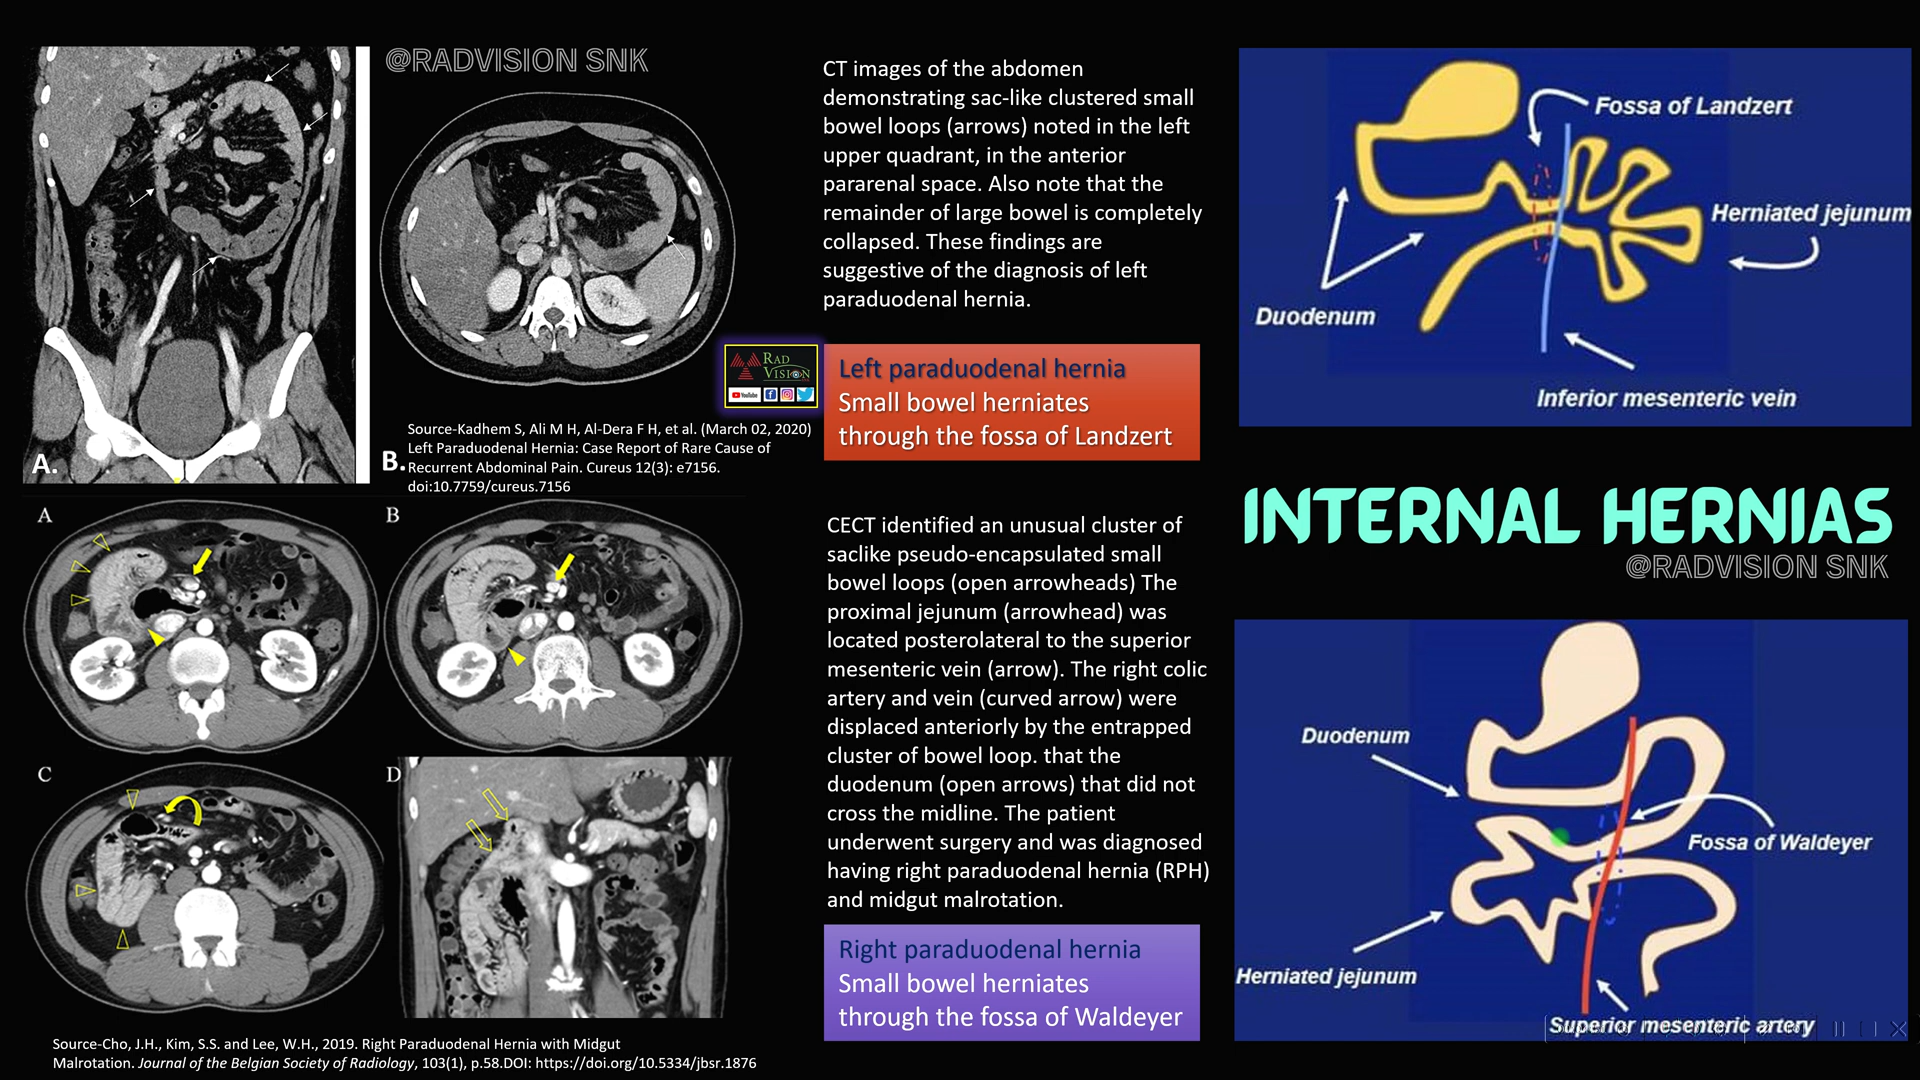 @RADVISION SNK
A.
B.
Source-Kadhem S, Ali M H, Al-Dera F H, et al. (March 02, 2020)
Left Paraduodenal Hernia: Case Report of Rare Cause of
Recurrent Abdominal Pain. Cureus 12(3): e7156.
doi:10.7759/cureus.7156
CT images of the abdomen
demonstrating sac-like clustered small
bowel loops (arrows) noted in the left
upper quadrant, in the anterior
pararenal space. Also note that the
remainder of large bowel is completely
collapsed. These findings are
suggestive of the diagnosis of left
paraduodenal hernia.
RAD
VISION
YouTube
Left paraduodenal hernia
Small bowel herniates
through the fossa of Landzert
Fossa of Landzert
Herniated jejunum
Duodenum
Inferior mesenteric vein
INTERNAL HERNIAS
@RADVISION SNK
A
B
C
D
CECT identified an unusual cluster of
saclike pseudo-encapsulated small
bowel loops (open arrowheads) The
proximal jejunum (arrowhead) was
located posterolateral to the superior
mesenteric vein (arrow). The right colic
artery and vein (curved arrow) were
displaced anteriorly by the entrapped
cluster of bowel loop. that the
duodenum (open arrows) that did not
cross the midline. The patient
underwent surgery and was diagnosed
having right paraduodenal hernia (RPH)
and midgut malrotation.
Right paraduodenal hernia
Small bowel herniates
through the fossa of Waldeyer
Duodenum
Fossa of Waldeyer
Herniated jejunum
Superior mesenteric artery
Source-Cho, J.H., Kim, S.S. and Lee, W.H., 2019. Right Paraduodenal Hernia with Midgut
Malrotation. Journal of the Belgian Society of Radiology, 103(1), p.58.DOI: https://doi.org/10.5334/jbsr.1876